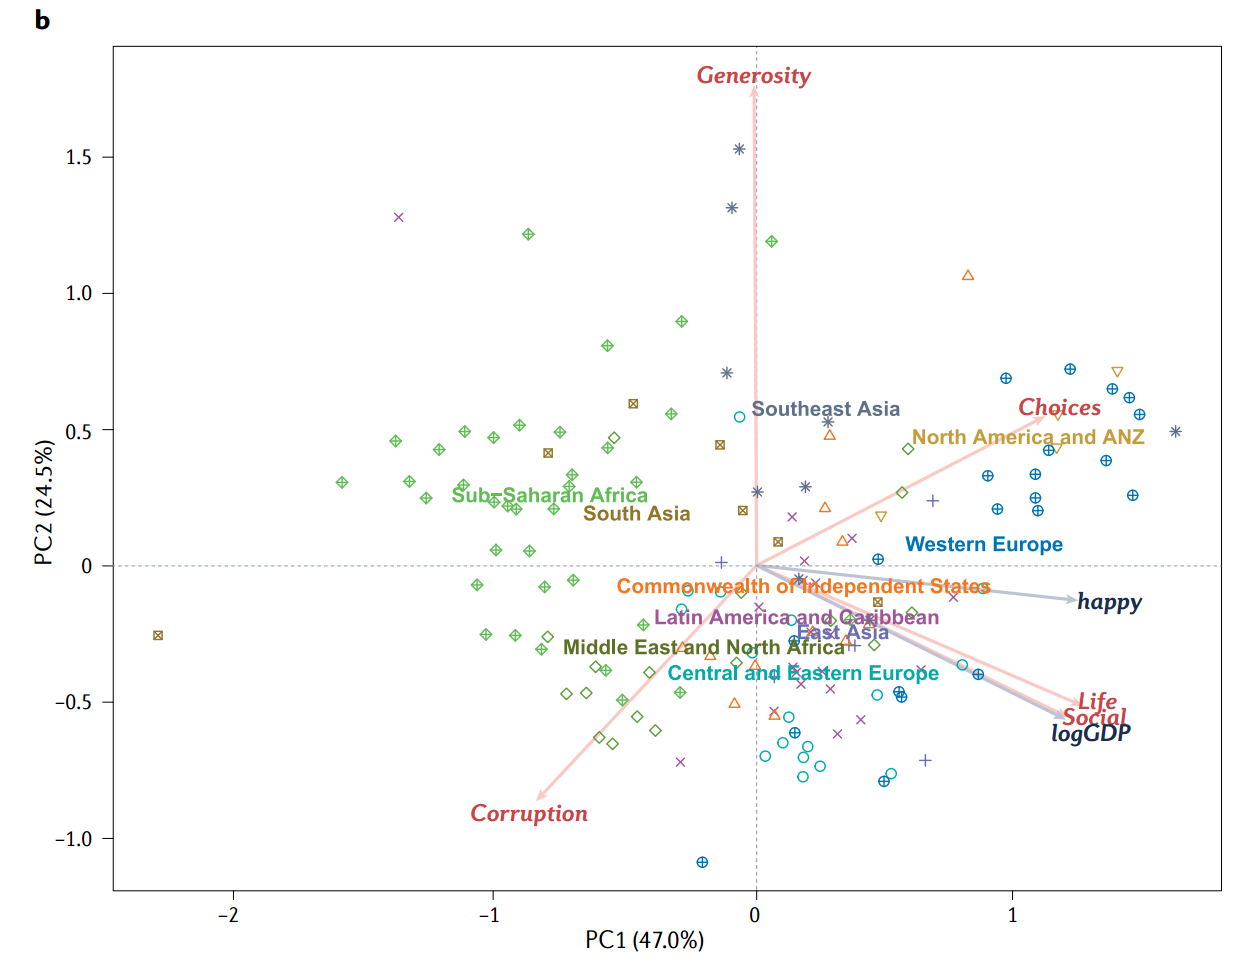 b
Generosity
1.5
1.0
Southeast Asia
Choices
0.5
North America and ANZ
Sub-Saharan Africa
South Asia
PC2 (24.5%)
Western Europe
0
Commonwealth of Independent States
happy
Latin America and Caribbean
East Asia
Middle East and North Africa
Central and Eastern Europe
−0.5
Life
Social
logGDP
Corruption
−1.0
−2
−1
0
1
PC1 (47.0%)